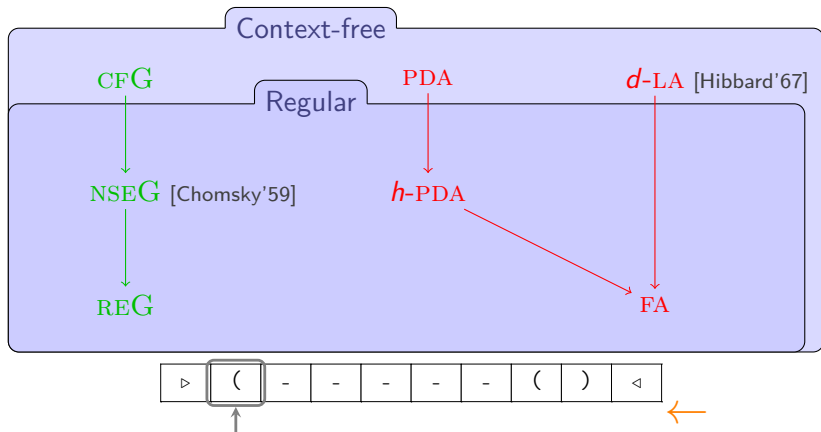 Context-free
CFG PDA d-LA [Hibbard'67]
Regular
NSEG [Chomsky'59] h-PDA
REG FA
▷ ( - - - - - ( ) ◁